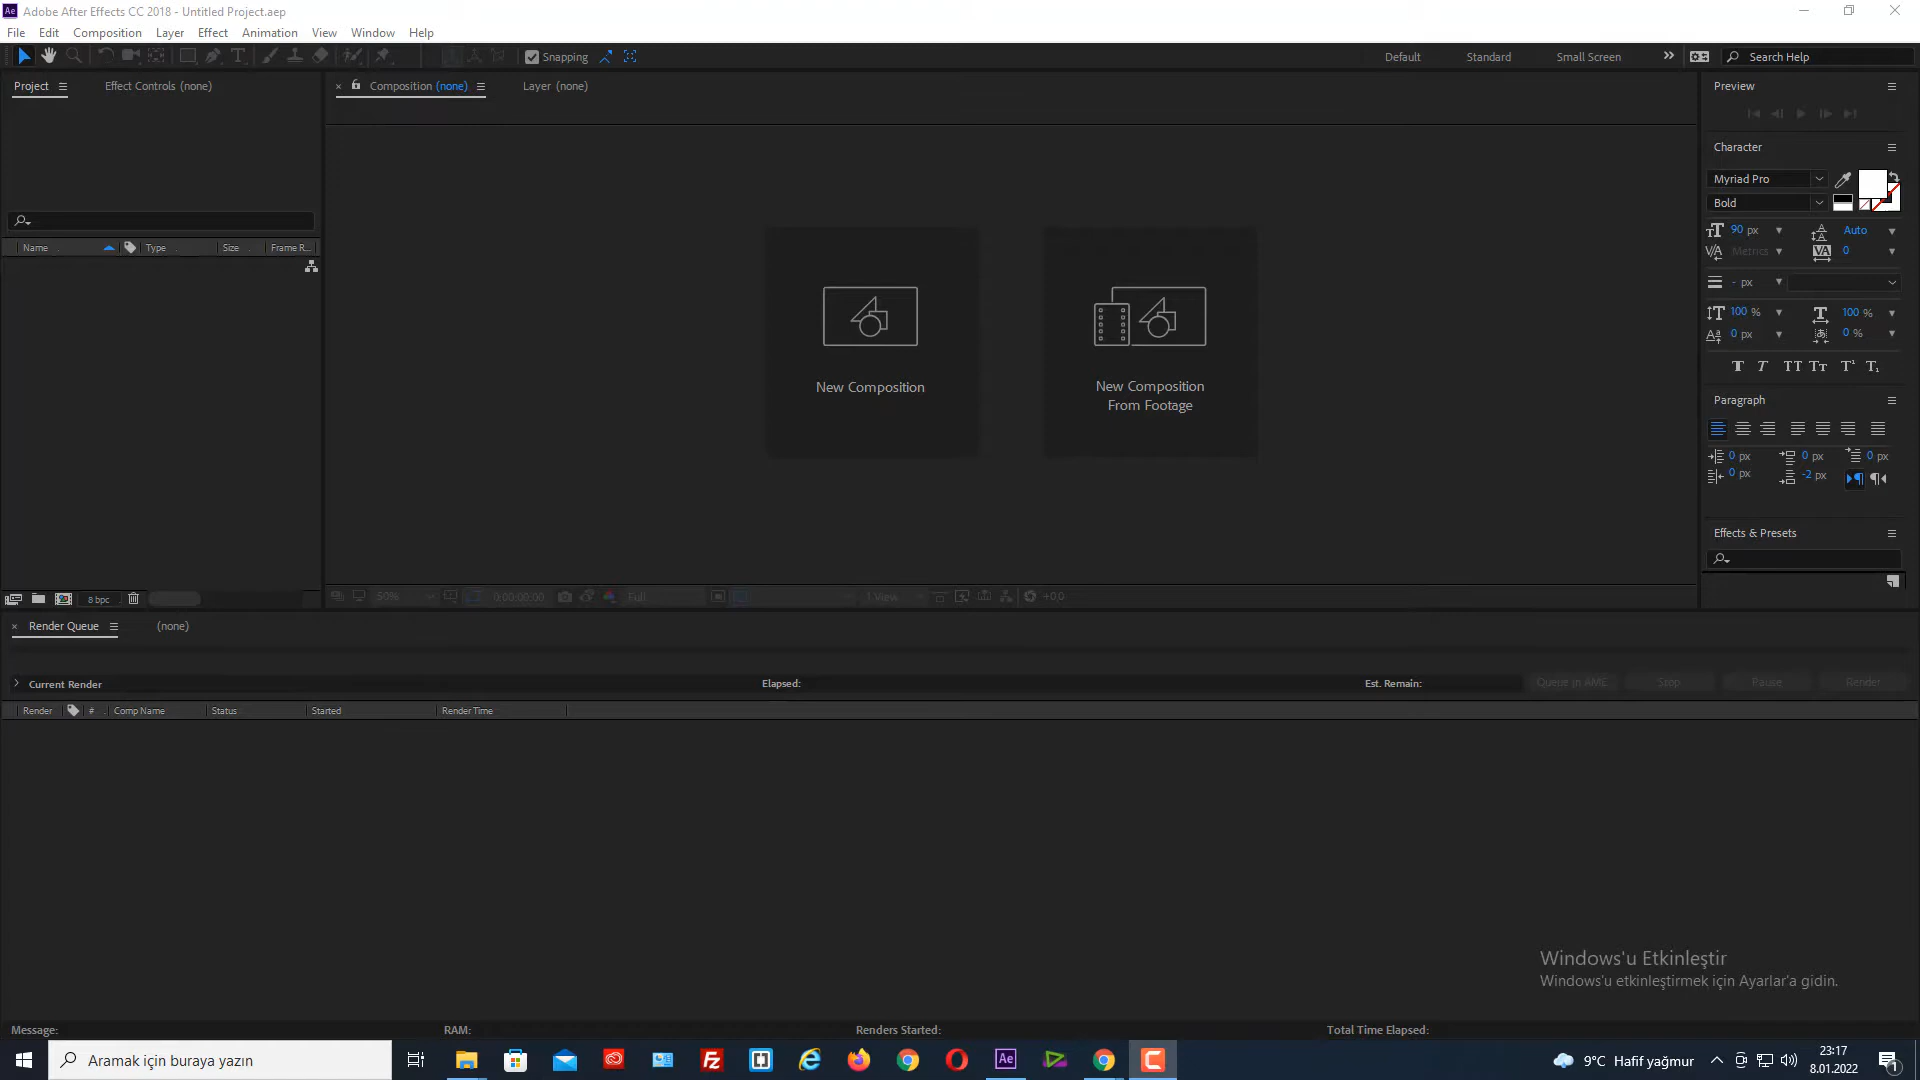 Adobe After Effects CC 2018 - Untitled Project.aep
File Edit Composition Layer Effect Animation View Window Help
Snapping Default Standard Small Screen Search Help
Project Effect Controls (none) Composition (none) Layer (none) Preview
Character
Myriad Pro
Bold
90 px Auto
Metrics 0
- px
100 % 100 %
0 px 0 %
Name Type Size Frame R...
New Composition
New Composition
From Footage
Paragraph
0 px 0 px 0 px
0 px -2 px
Effects & Presets
8 bpc
50% 0:00:00:00 Full 1 View +0,0
Render Queue (none)
Current Render Elapsed: Est. Remain: Queue in AME Stop Pause Render
Render # Comp Name Status Started Render Time
Windows'u Etkinleştir
Windows'u etkinleştirmek için Ayarlar'a gidin.
Message: RAM: Renders Started: Total Time Elapsed:
Aramak için buraya yazın
9°C Hafif yağmur
23:17
8.01.2022
1